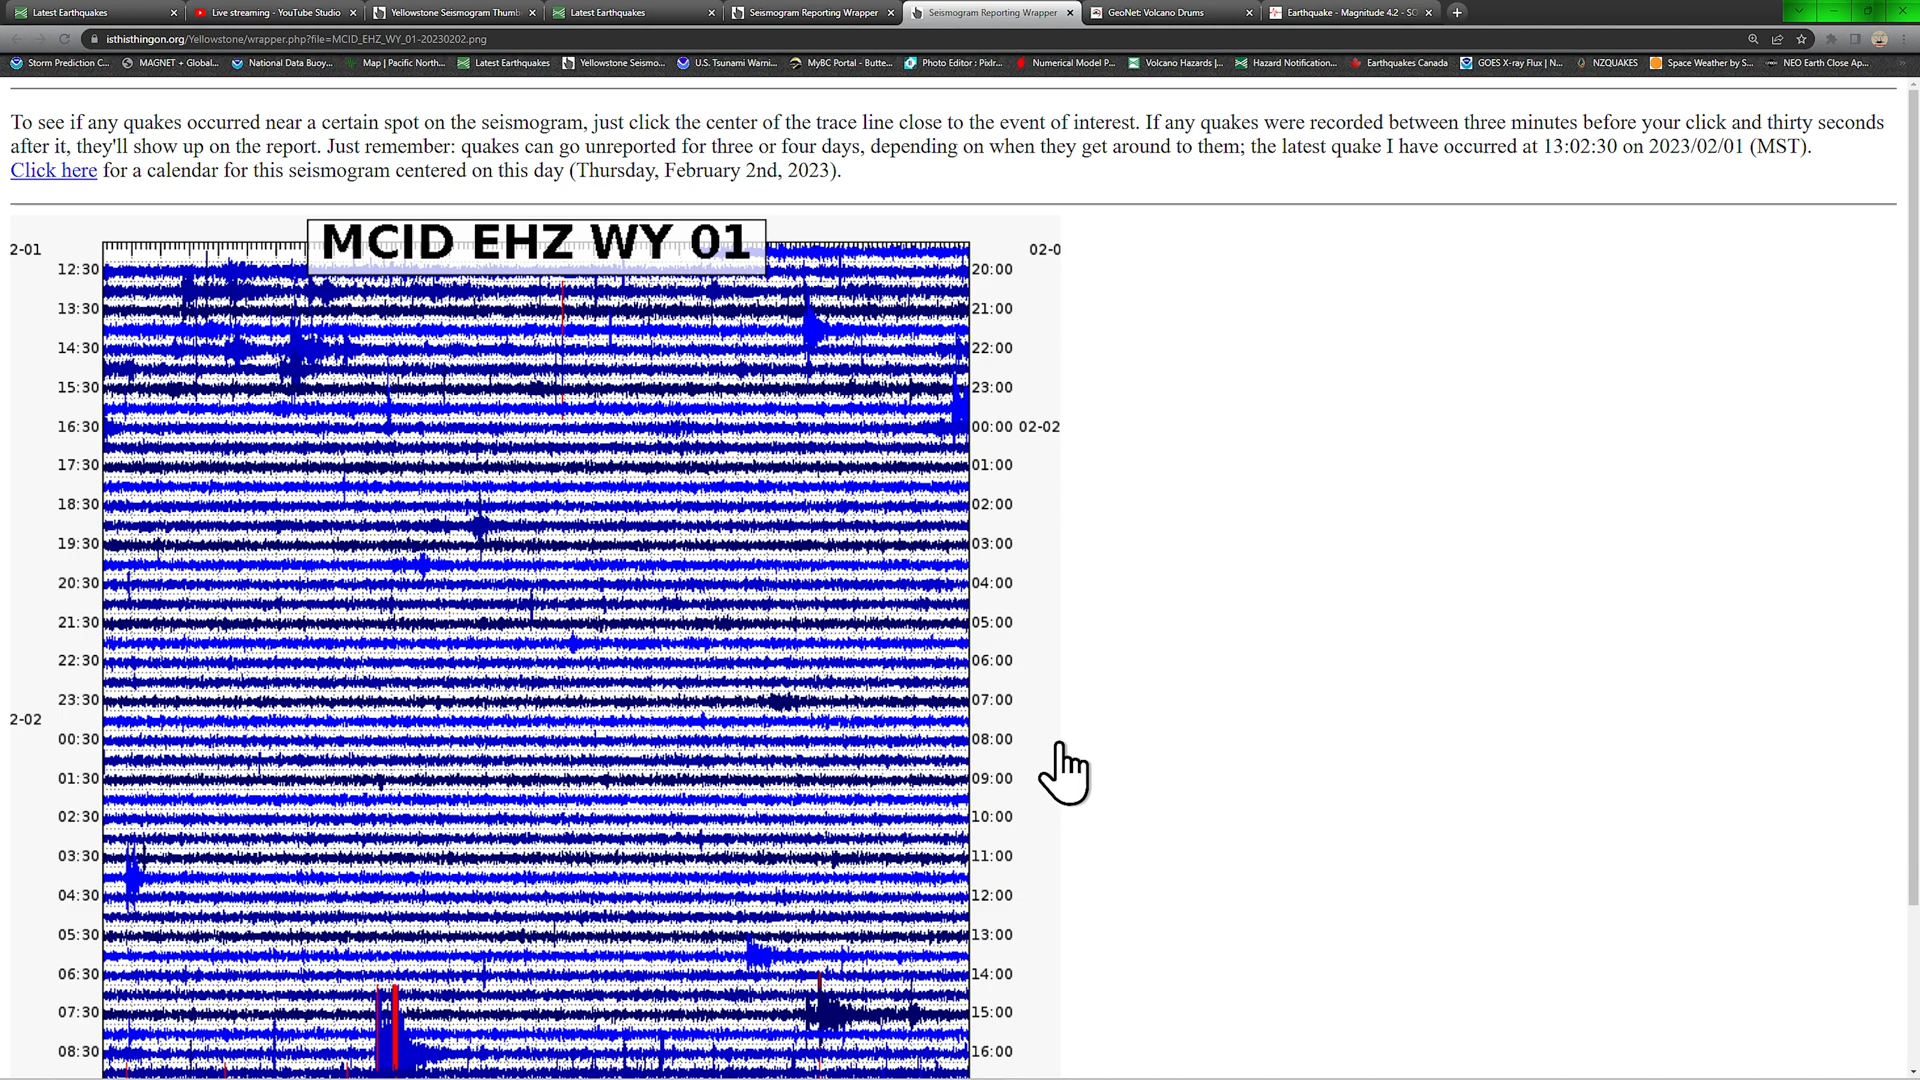 Latest Earthquakes
Live streaming - YouTube Studio
Yellowstone Seismogram Thumb
Latest Earthquakes
Seismogram Reporting Wrapper
Seismogram Reporting Wrapper
GeoNet: Volcano Drums
Earthquake - Magnitude 4.2 - SO
isthisthingon.org/Yellowstone/wrapper.php?file=MCID_EHZ_WY_01-20230202.png
Storm Prediction C...
MAGNET + Global...
National Data Buoy...
Map | Pacific North...
Latest Earthquakes
Yellowstone Seismo...
U.S. Tsunami Warni...
MyBC Portal - Butte...
Photo Editor : Pixlr...
Numerical Model P...
Volcano Hazards |...
Hazard Notification...
Earthquakes Canada
GOES X-ray Flux | N...
NZQUAKES
Space Weather by S...
NEO Earth Close Ap...
To see if any quakes occurred near a certain spot on the seismogram, just click the center of the trace line close to the event of interest. If any quakes were recorded between three minutes before your click and thirty seconds
after it, they'll show up on the report. Just remember: quakes can go unreported for three or four days, depending on when they get around to them; the latest quake I have occurred at 13:02:30 on 2023/02/01 (MST).
Click here for a calendar for this seismogram centered on this day (Thursday, February 2nd, 2023).
MCID EHZ WY 01
2-01 02-0
12:30 20:00
13:30 21:00
14:30 22:00
15:30 23:00
16:30 00:00 02-02
17:30 01:00
18:30 02:00
19:30 03:00
20:30 04:00
21:30 05:00
22:30 06:00
23:30 07:00
2-02
00:30 08:00
01:30 09:00
02:30 10:00
03:30 11:00
04:30 12:00
05:30 13:00
06:30 14:00
07:30 15:00
08:30 16:00